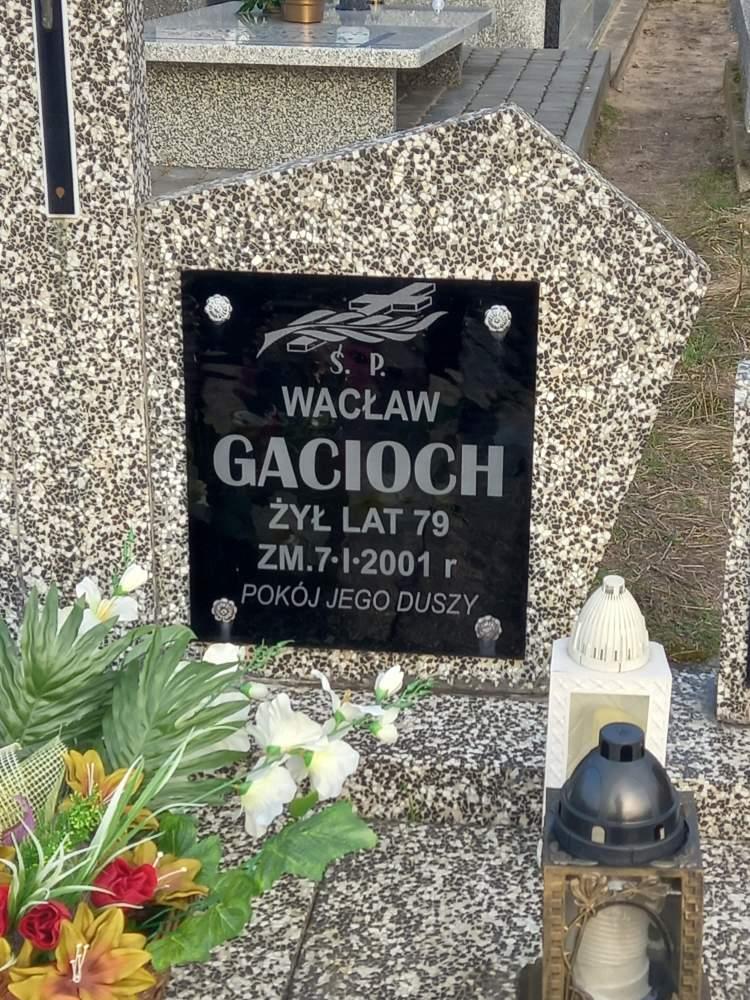 Ś. P.
WACŁAW
GACIOCH
ŻYŁ LAT 79
ZM.7·I·2001 r
POKÓJ JEGO DUSZY